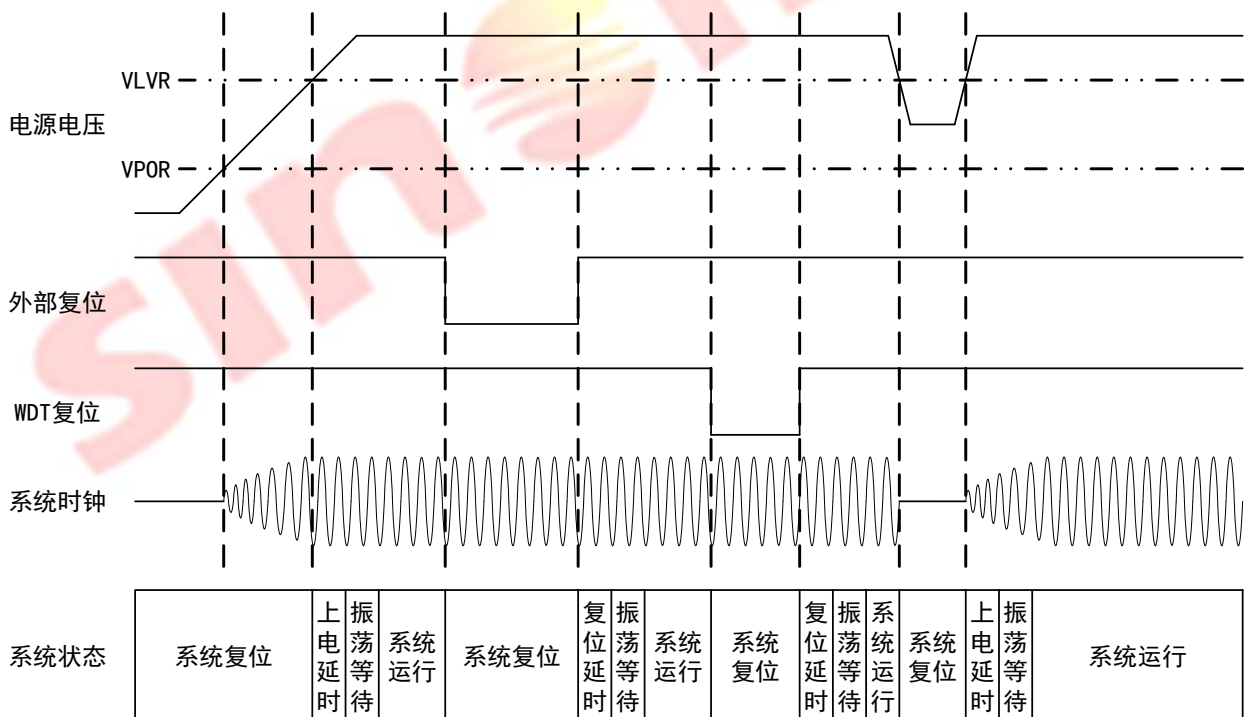 VLVR
电源电压
VPOR
外部复位
WDT复位
系统时钟
系统状态
系统复位
上电延时
振荡等待
系统运行
系统复位
复位延时
振荡等待
系统运行
系统复位
复位延时
振荡等待
系统运行
系统复位
上电延时
振荡等待
系统运行